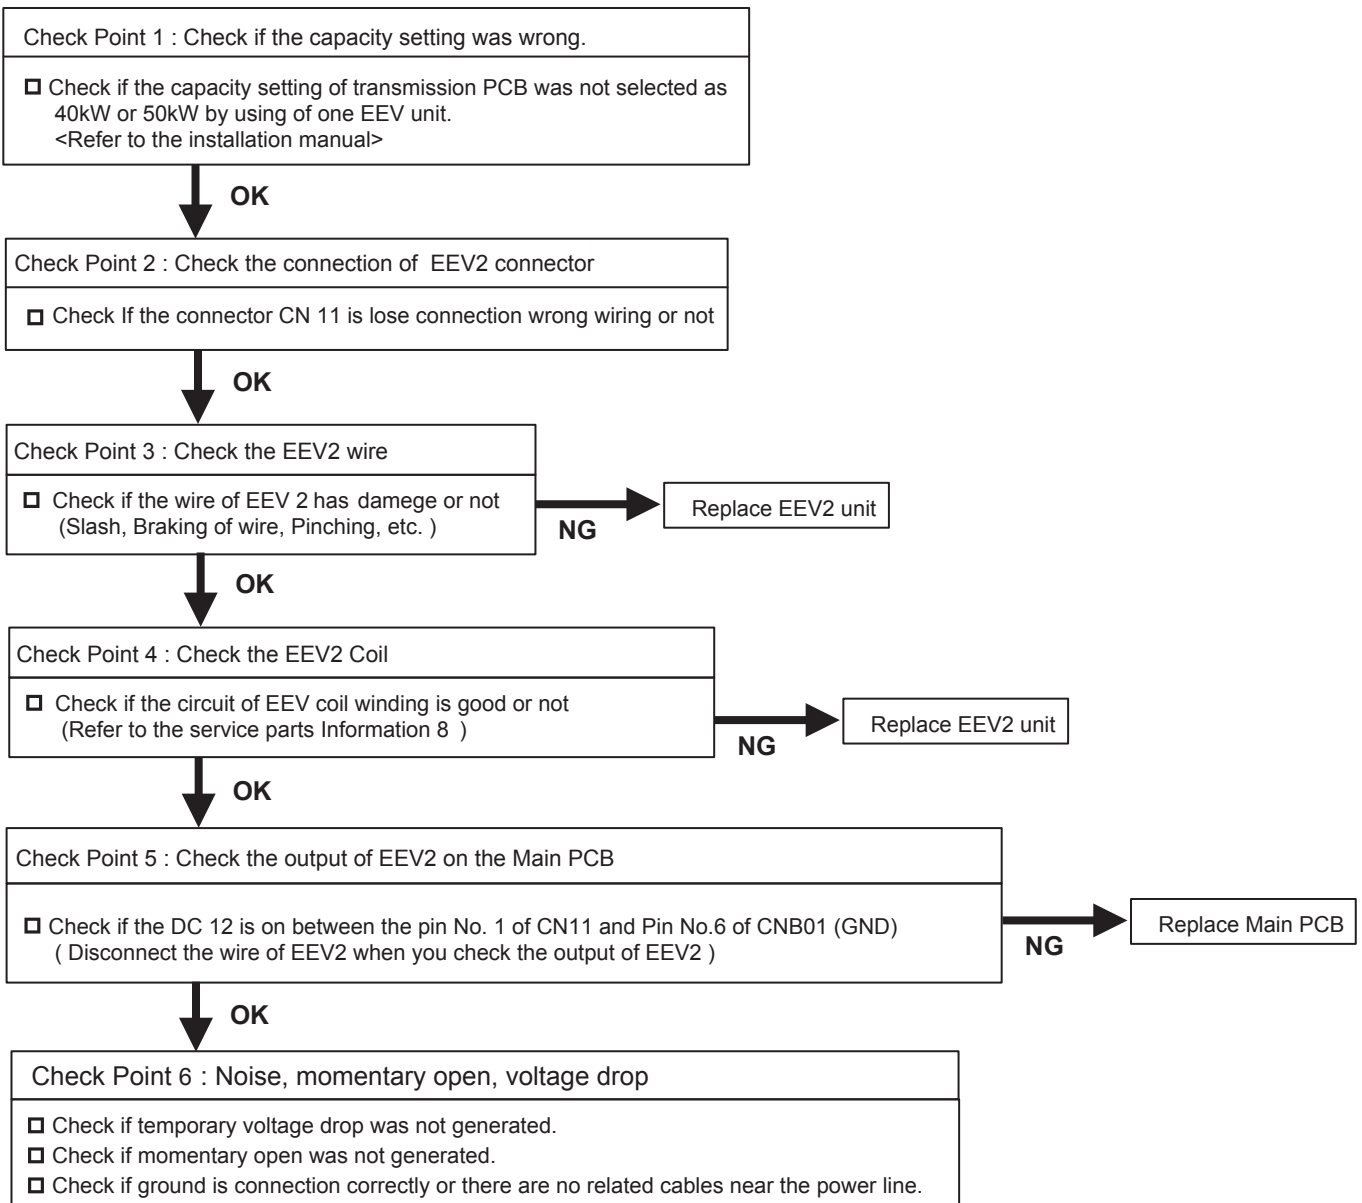 Check Point 1 : Check if the capacity setting was wrong.
Check if the capacity setting of transmission PCB was not selected as
40kW or 50kW by using of one EEV unit.
<Refer to the installation manual>
OK
Check Point 2 : Check the connection of EEV2 connector
Check If the connector CN 11 is lose connection wrong wiring or not
OK
Check Point 3 : Check the EEV2 wire
Check if the wire of EEV 2 has damege or not
(Slash, Braking of wire, Pinching, etc. )
NG
Replace EEV2 unit
OK
Check Point 4 : Check the EEV2 Coil
Check if the circuit of EEV coil winding is good or not
(Refer to the service parts Information 8 )
NG
Replace EEV2 unit
OK
Check Point 5 : Check the output of EEV2 on the Main PCB
Check if the DC 12 is on between the pin No. 1 of CN11 and Pin No.6 of CNB01 (GND)
( Disconnect the wire of EEV2 when you check the output of EEV2 )
NG
Replace Main PCB
OK
Check Point 6 : Noise, momentary open, voltage drop
Check if temporary voltage drop was not generated.
Check if momentary open was not generated.
Check if ground is connection correctly or there are no related cables near the power line.